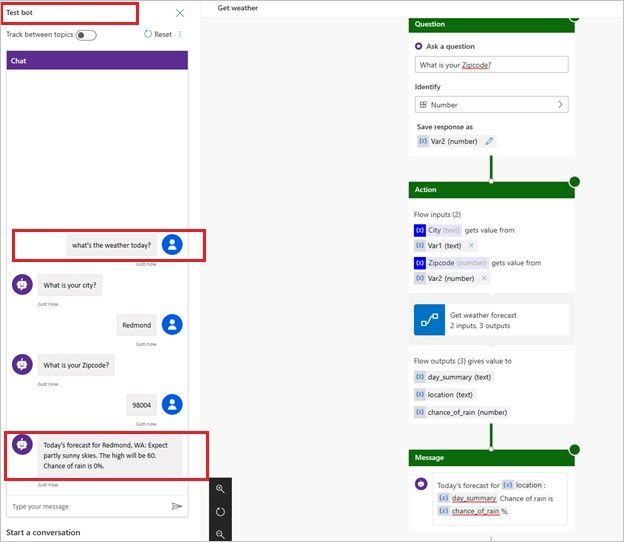 Test bot
Track between topics
Reset
Chat
what's the weather today?
Just now
What is your city?
Just now
Redmond
Just now
What is your Zipcode?
Just now
98004
Just now
Today's forecast for Redmond, WA: Expect
partly sunny skies. The high will be 60.
Chance of rain is 0%.
Just now
Type your message
Start a conversation
Get weather
Question
Ask a question
What is your Zipcode?
Identify
Number
Save response as
{x} Var2 (number)
Action
Flow inputs (2)
{x} City (text) gets value from
{x} Var1 (text)
{x} Zipcode (number) gets value from
{x} Var2 (number)
Get weather forecast
2 inputs, 3 outputs
Flow outputs (3) gives value to
{x} day_summary (text)
{x} location (text)
{x} chance_of_rain (number)
Message
Today's forecast for {x} location :
{x} day_summary Chance of rain is
{x} chance_of_rain %.